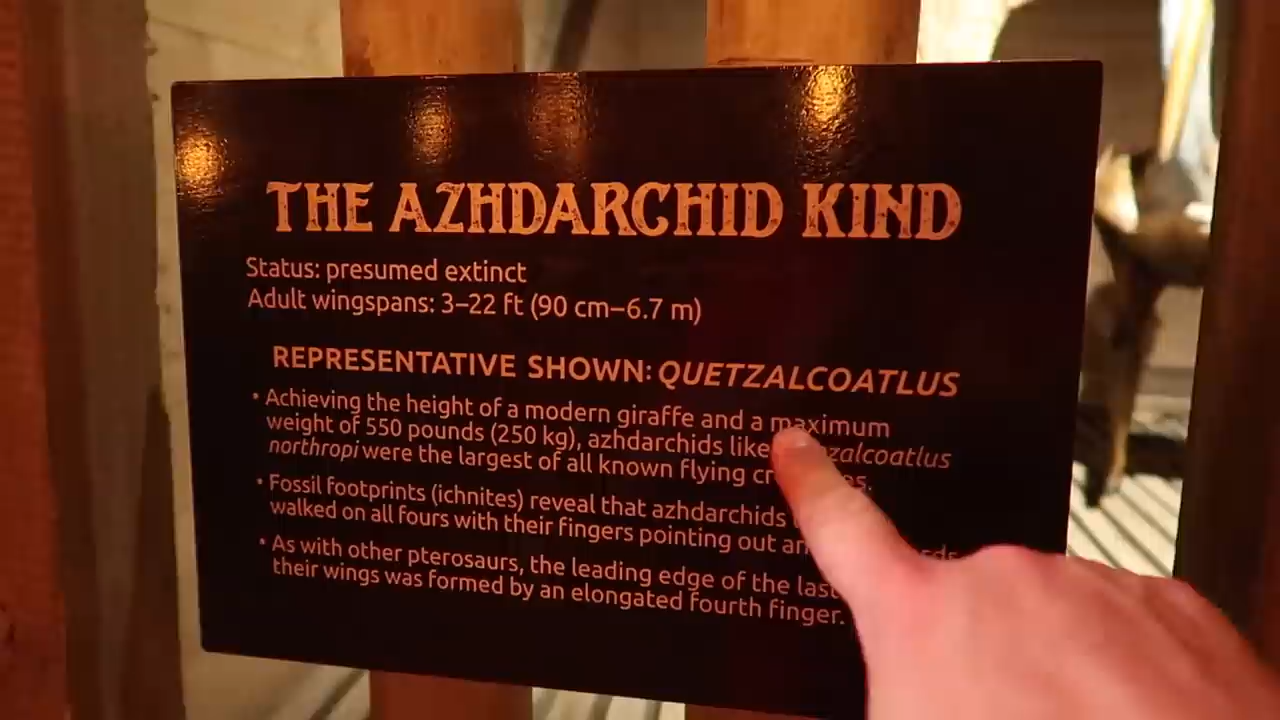 THE AZHDARCHID KIND
Status: presumed extinct
Adult wingspans: 3–22 ft (90 cm–6.7 m)
REPRESENTATIVE SHOWN: QUETZALCOATLUS
• Achieving the height of a modern giraffe and a maximum
weight of 550 pounds (250 kg), azhdarchids like zalcoatlus
northropi were the largest of all known flying cr es.
• Fossil footprints (ichnites) reveal that azhdarchids
walked on all fours with their fingers pointing out an rds
• As with other pterosaurs, the leading edge of the last
their wings was formed by an elongated fourth finger.